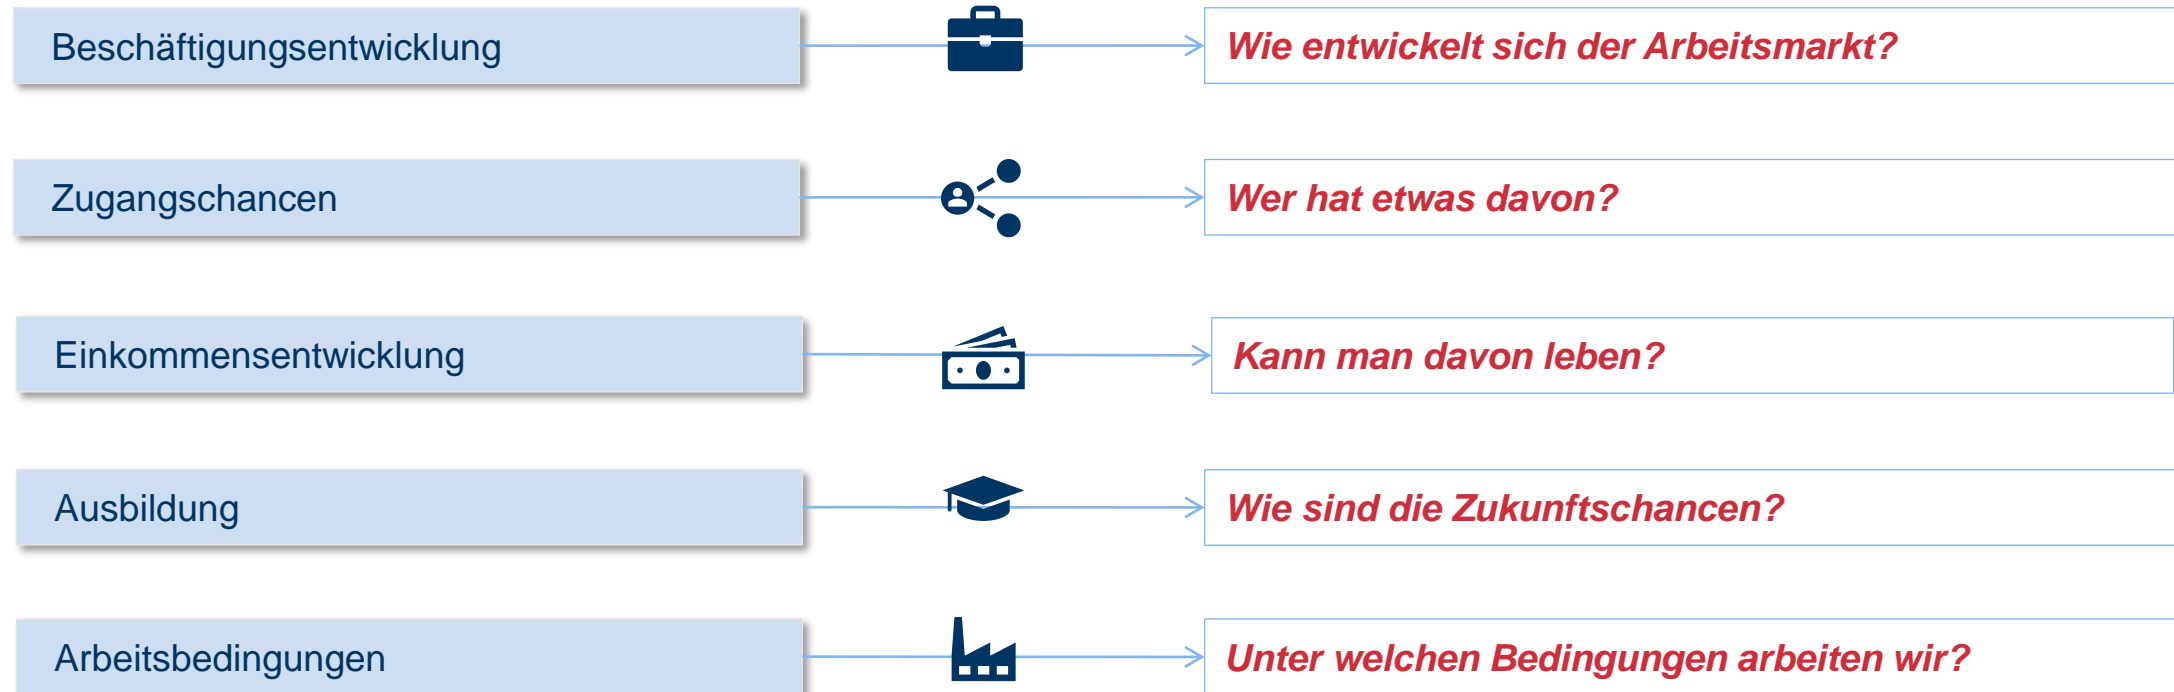 Beschäftigungsentwicklung
Wie entwickelt sich der Arbeitsmarkt?
Zugangschancen
Wer hat etwas davon?
Einkommensentwicklung
Kann man davon leben?
Ausbildung
Wie sind die Zukunftschancen?
Arbeitsbedingungen
Unter welchen Bedingungen arbeiten wir?